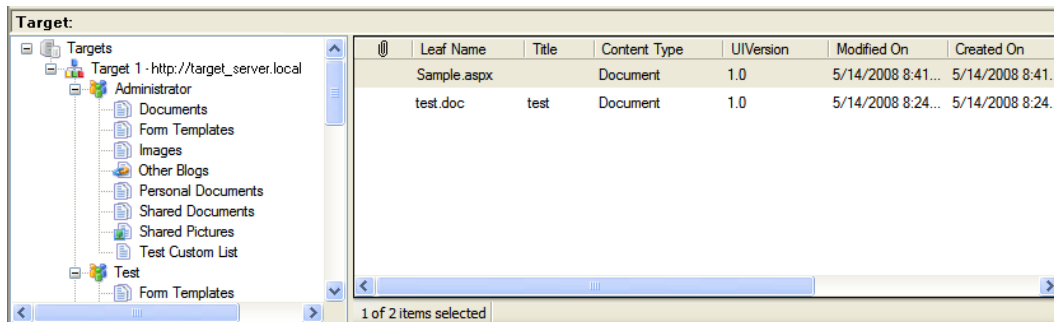 Target:
Targets
Target 1 - http://target_server.local
Administrator
Documents
Form Templates
Images
Other Blogs
Personal Documents
Shared Documents
Shared Pictures
Test Custom List
Test
Form Templates
Leaf Name Title Content Type UIVersion Modified On Created On
Sample.aspx Document 1.0 5/14/2008 8:41... 5/14/2008 8:41.
test.doc test Document 1.0 5/14/2008 8:24... 5/14/2008 8:24.
1 of 2 items selected